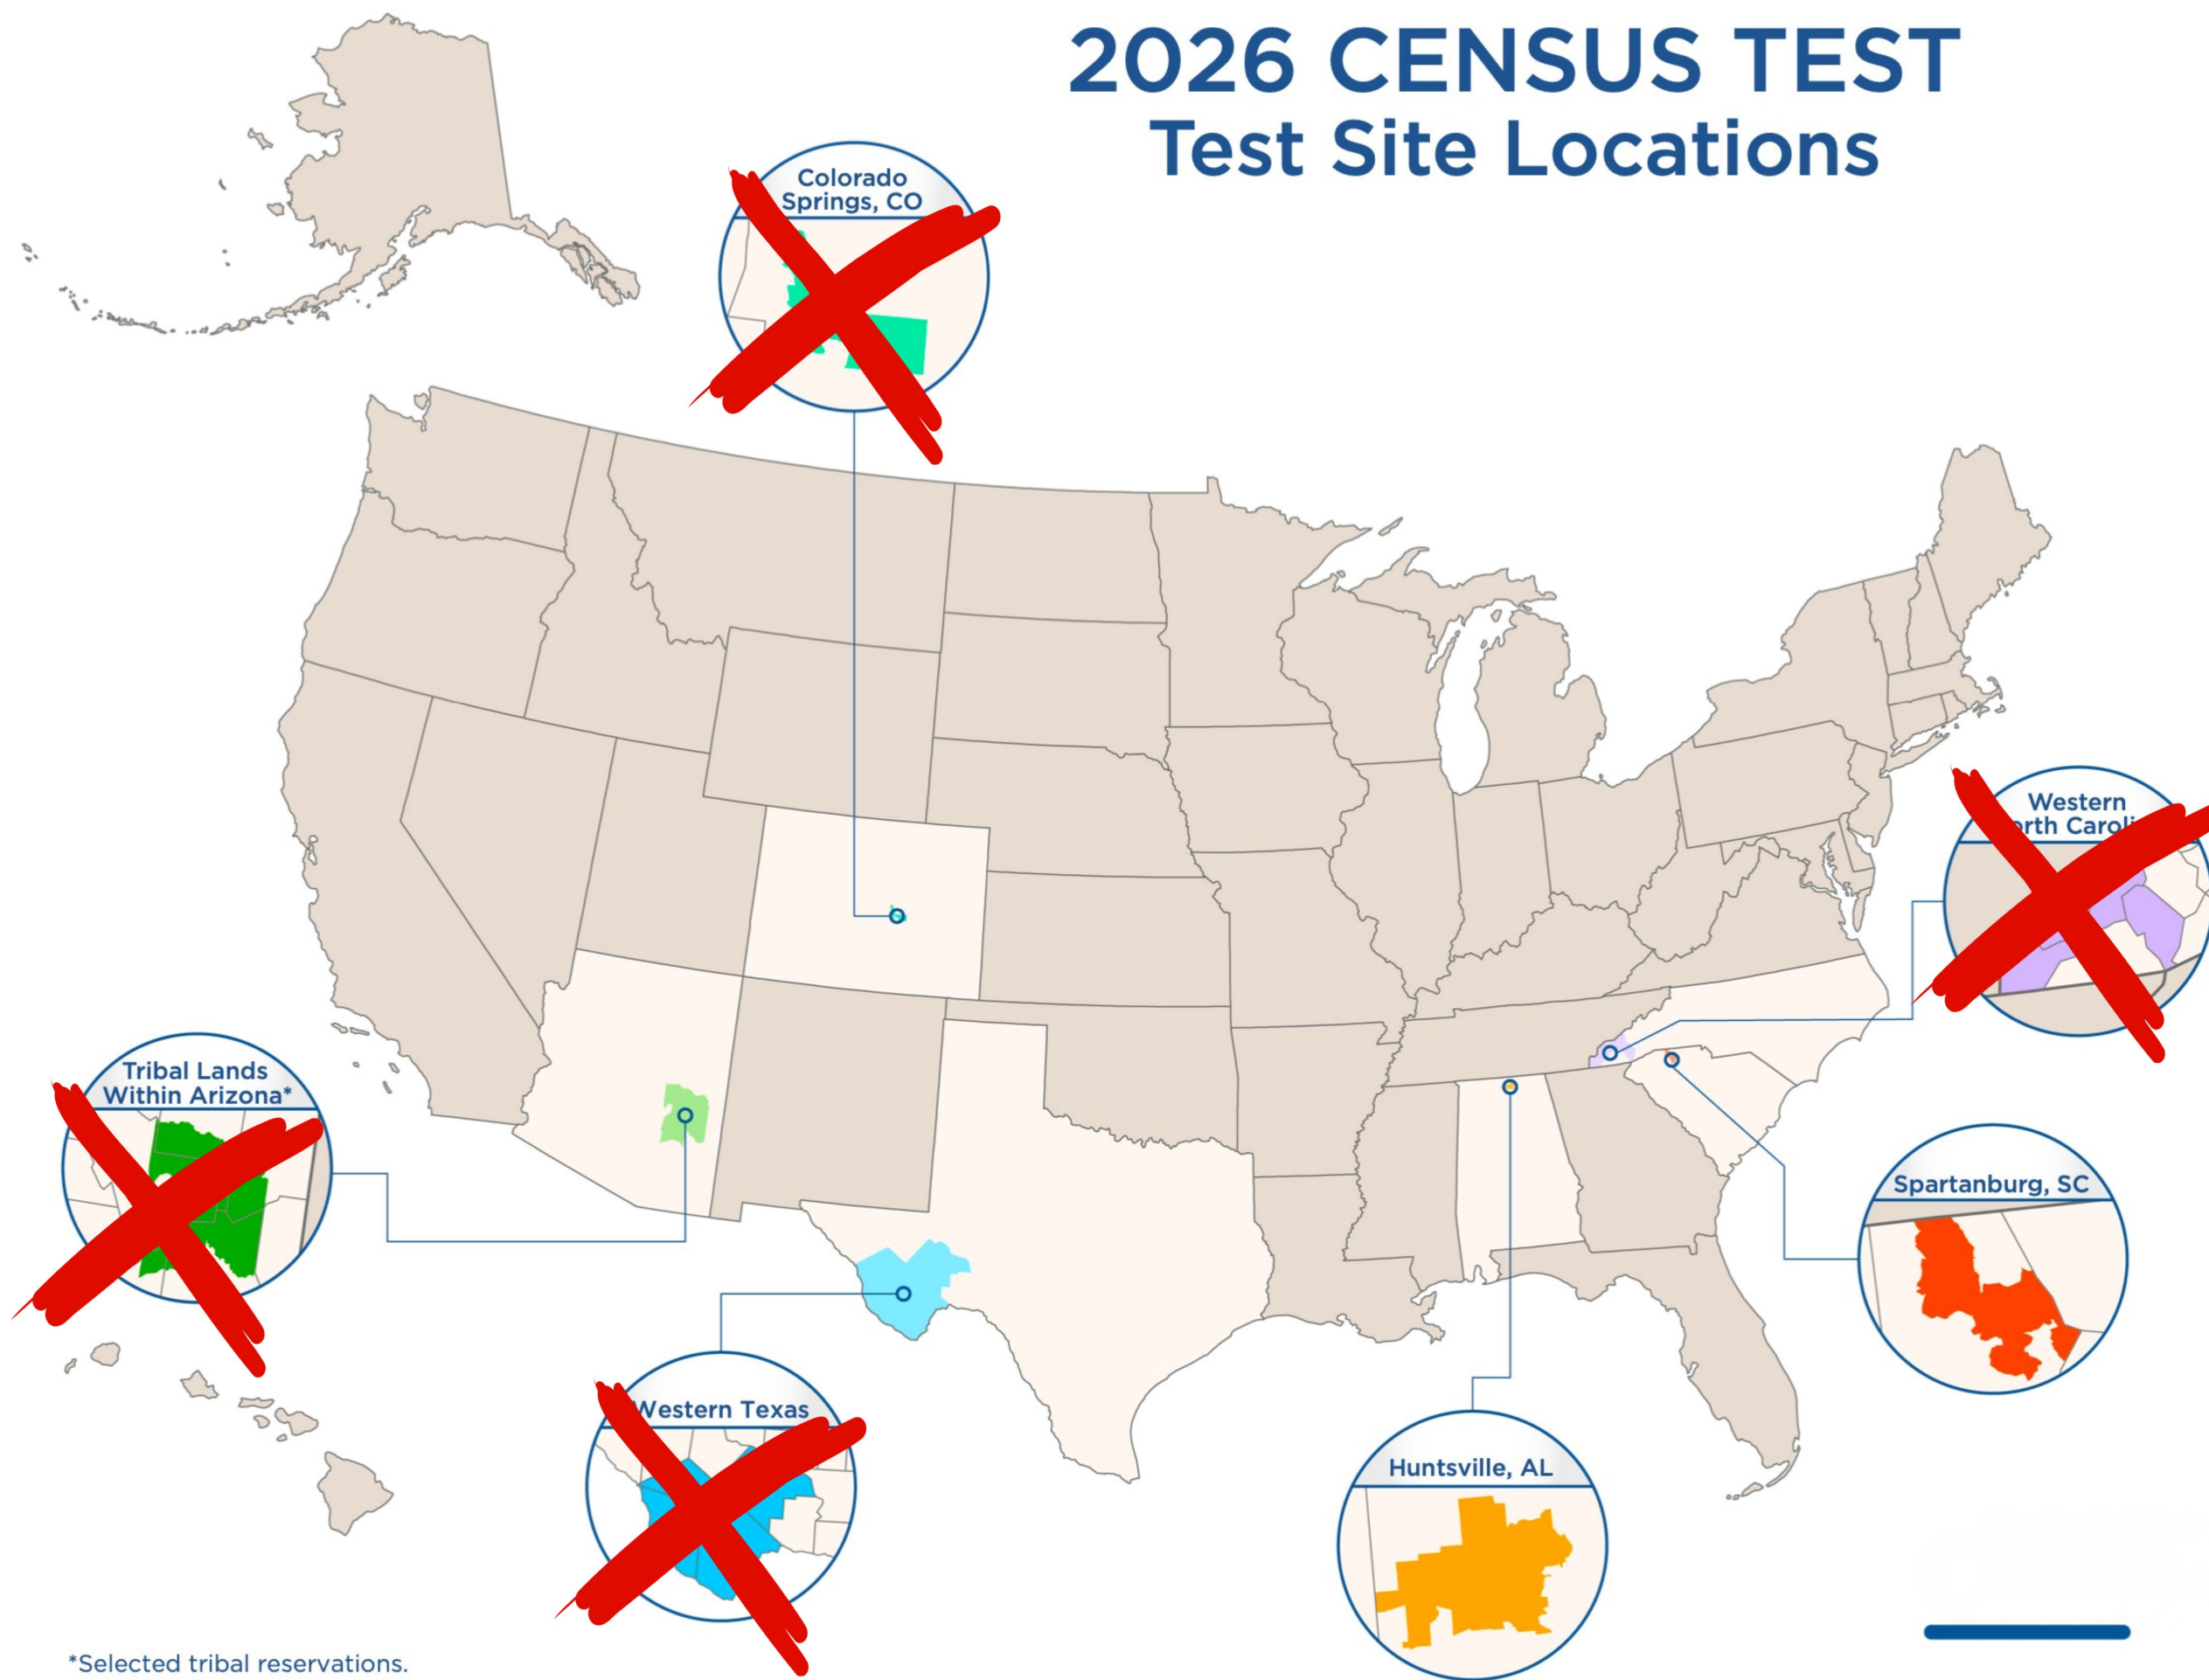 2026 CENSUS TEST
Test Site Locations
Colorado
Springs, CO
Western
Tribal Lands
Within Arizona*
Spartanburg, SC
Western Texas
Huntsville, AL
*Selected tribal reservations.